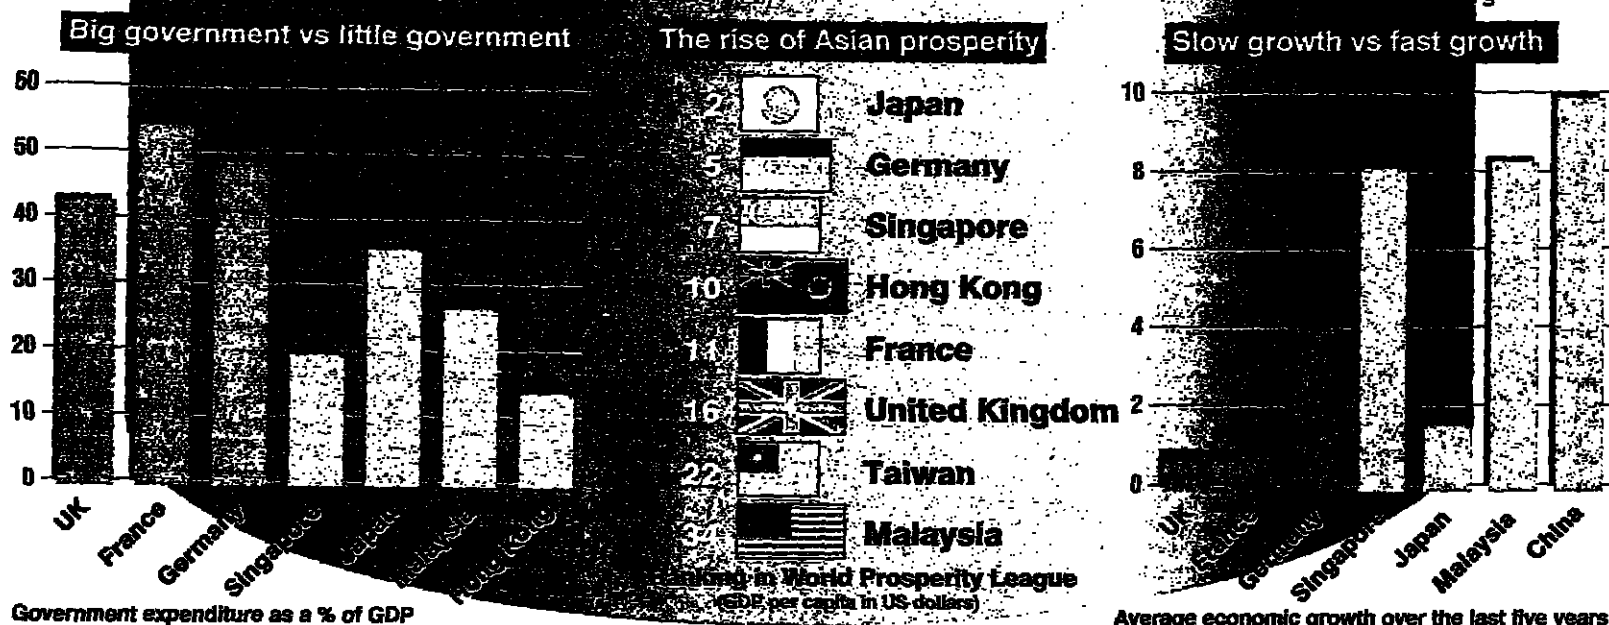 Big government vs little government
60
50
40
30
20
10
0
UK
France
Germany
Singapore
Japan
Malaysia
Hong Kong
Government expenditure as a % of GDP
The rise of Asian prosperity
2 Japan
5 Germany
7 Singapore
10 Hong Kong
11 France
16 United Kingdom
22 Taiwan
Malaysia
Ranking in World Prosperity League
(GDP per capita in US dollars)
Slow growth vs fast growth
10
8
6
4
2
0
UK
France
Germany
Singapore
Japan
Malaysia
China
Average economic growth over the last five years